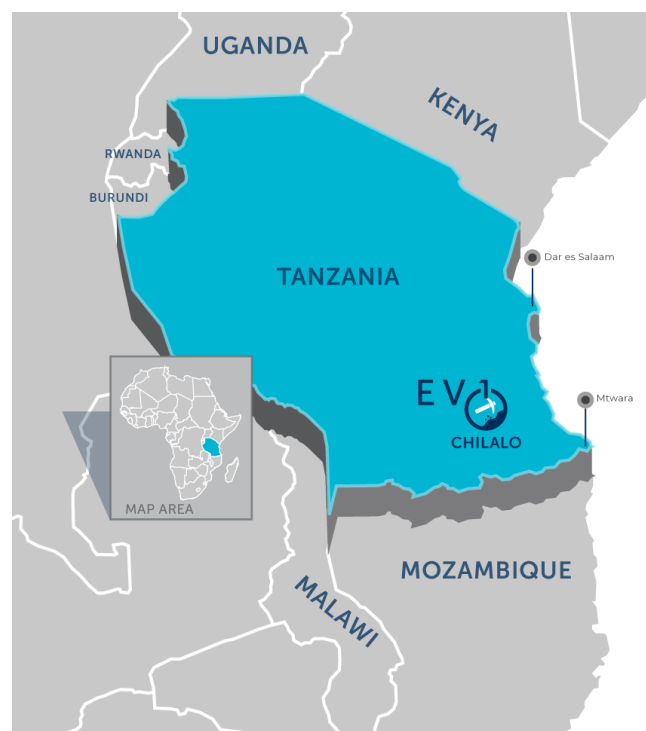 UGANDA
KENYA
RWANDA
BURUNDI
Dar es Salaam
TANZANIA
EV1
Mtwara
CHILALO
MAP AREA
MOZAMBIQUE
MALAWI